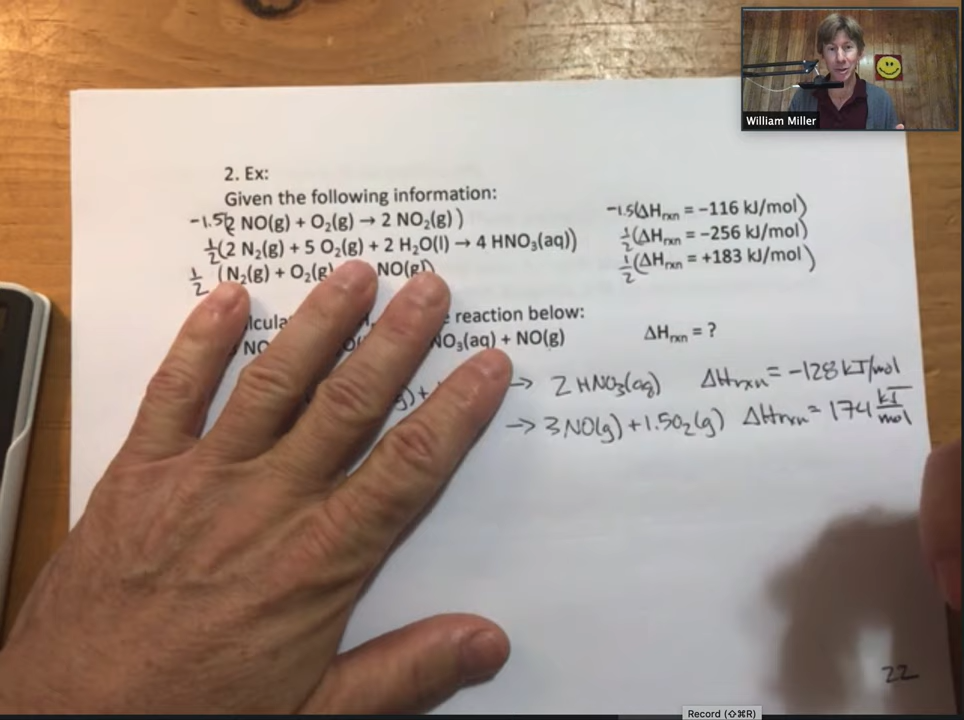 William Miller
2. Ex:
Given the following information:
-1.5(2 NO(g) + O₂(g) → 2 NO₂(g)) -1.5(ΔHrxn = -116 kJ/mol)
½(2 N₂(g) + 5 O₂(g) + 2 H₂O(l) → 4 HNO₃(aq)) ½(ΔHrxn = -256 kJ/mol)
½(N₂(g) + O₂(g) NO(g)) ½(ΔHrxn = +183 kJ/mol)
reaction below:
NO₃(aq) + NO(g) ΔHrxn = ?
→ 2 HNO₃(aq) ΔHrxn = -128 kJ/mol
→ 3 NO(g) + 1.5 O₂(g) ΔHrxn = 174 kJ/mol
22
Record (⇧⌘R)